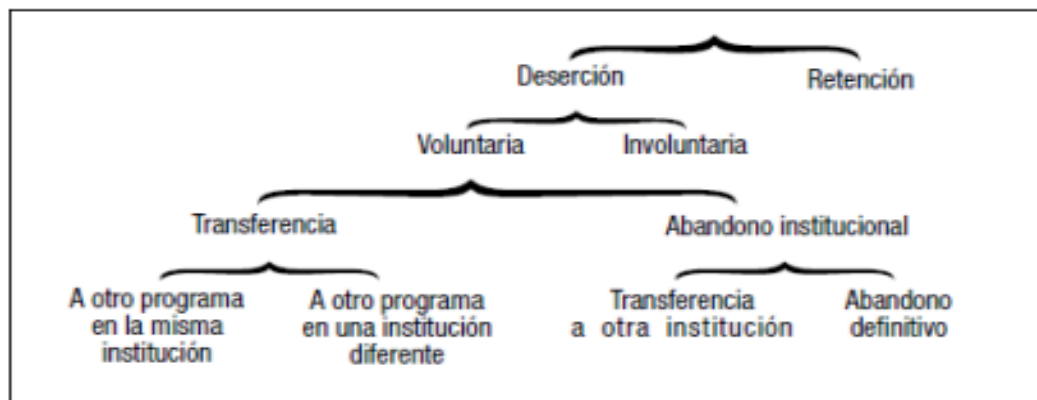 Deserción
Retención
Voluntaria
Involuntaria
Transferencia
Abandono institucional
A otro programa
en la misma
institución
A otro programa
en una institución
diferente
Transferencia
a otra institución
Abandono
definitivo